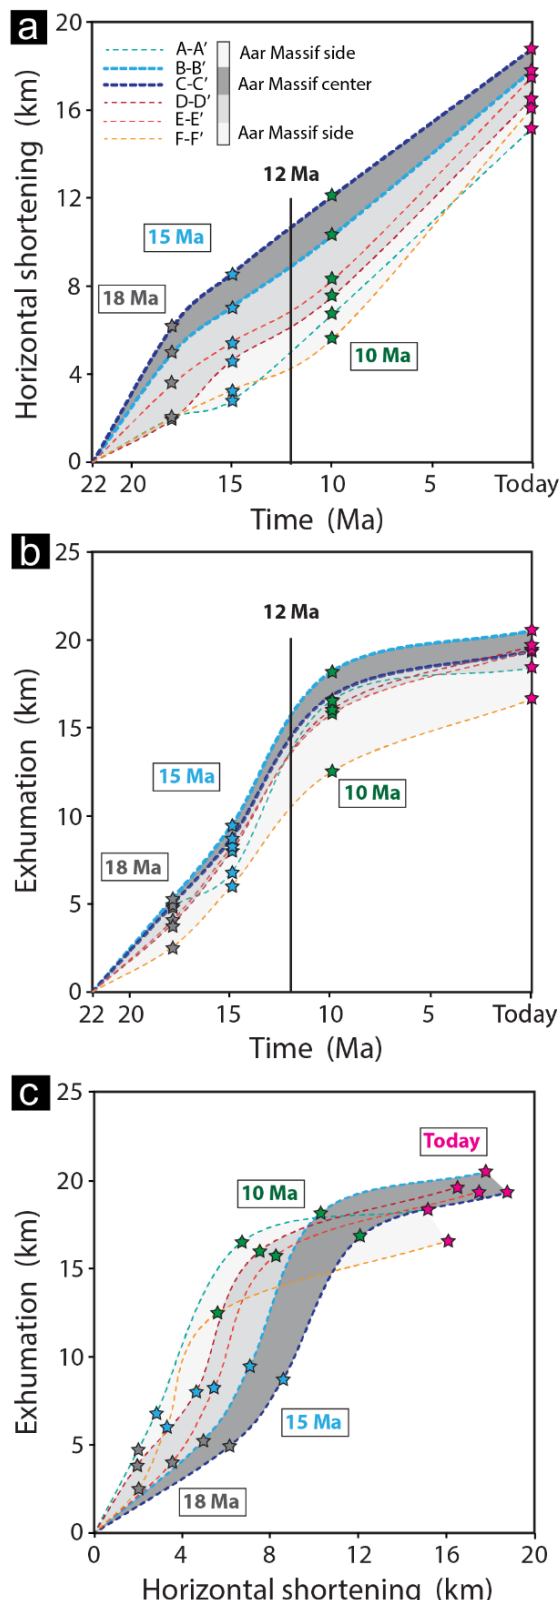 a
20
16
12
8
4
0
Horizontal shortening (km)
A-A’
B-B’
C-C’
D-D’
E-E’
F-F’
Aar Massif side
Aar Massif center
Aar Massif side
12 Ma
15 Ma
18 Ma
10 Ma
22 20 15 10 5 Today
Time (Ma)
b
25
20
15
10
5
0
Exhumation (km)
12 Ma
15 Ma
10 Ma
18 Ma
22 20 15 10 5 Today
Time (Ma)
c
25
20
15
10
5
0
Exhumation (km)
Today
10 Ma
15 Ma
18 Ma
0 4 8 12 16 20
Horizontal shortening (km)